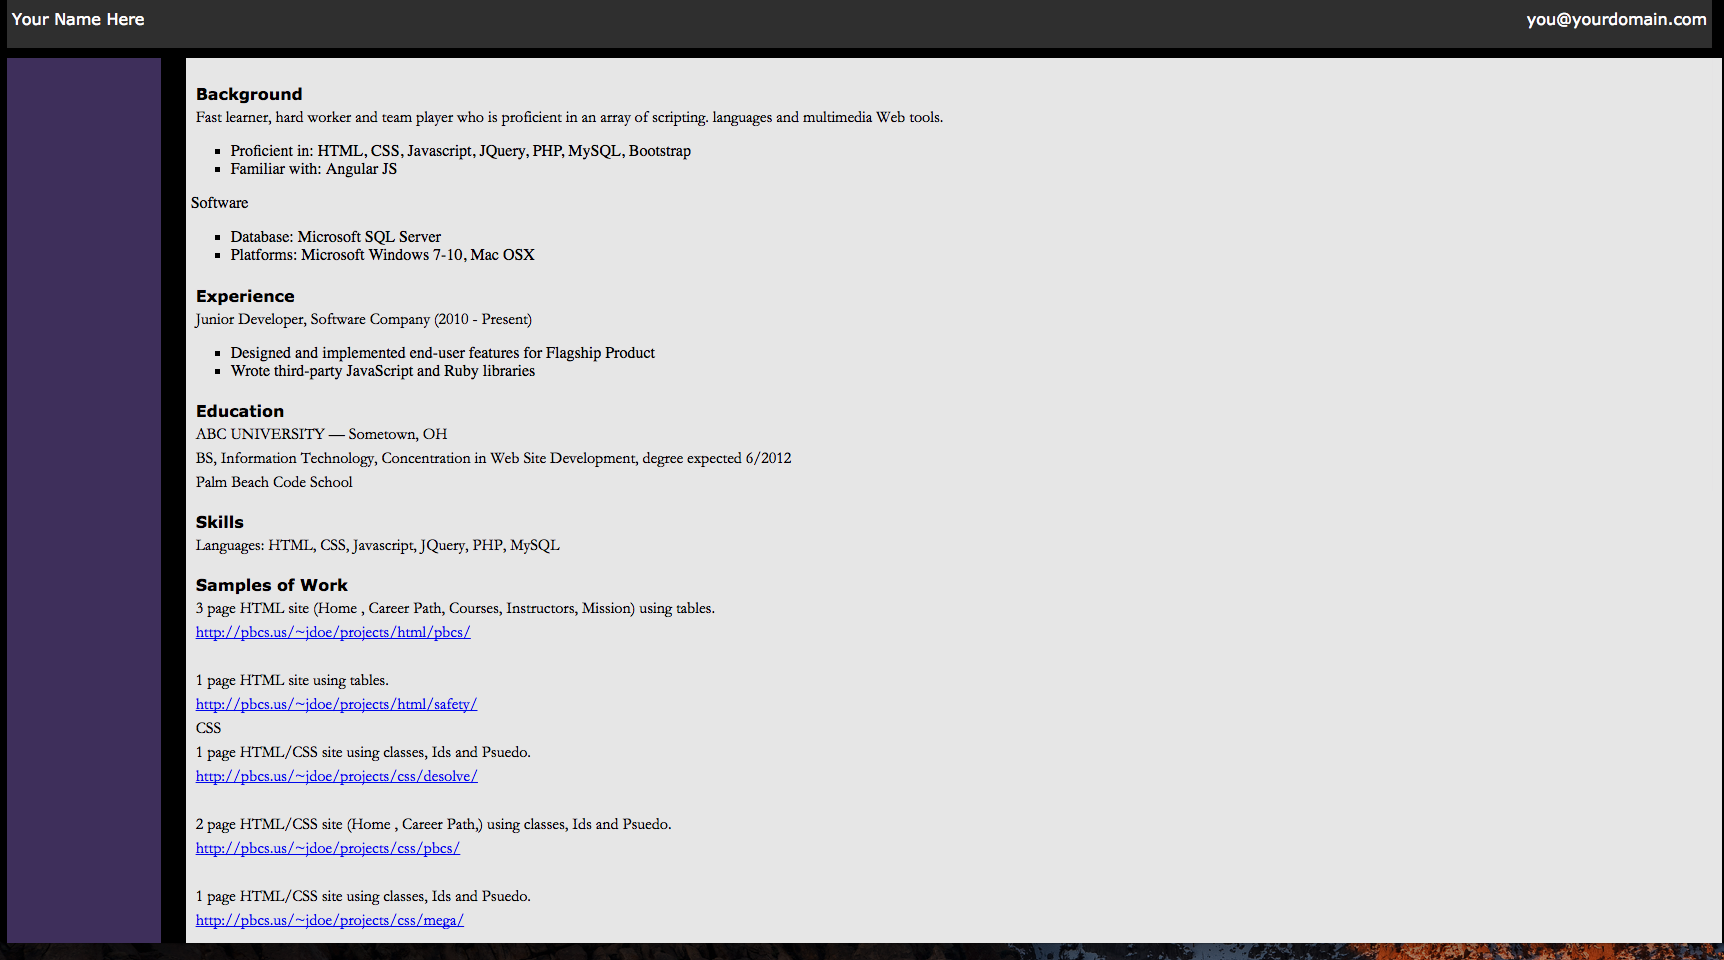 Your Name Here
you@yourdomain.com
Background
Fast learner, hard worker and team player who is proficient in an array of scripting. languages and multimedia Web tools.
Proficient in: HTML, CSS, Javascript, JQuery, PHP, MySQL, Bootstrap
Familiar with: Angular JS
Software
Database: Microsoft SQL Server
Platforms: Microsoft Windows 7-10, Mac OSX
Experience
Junior Developer, Software Company (2010 - Present)
Designed and implemented end-user features for Flagship Product
Wrote third-party JavaScript and Ruby libraries
Education
ABC UNIVERSITY — Sometown, OH
BS, Information Technology, Concentration in Web Site Development, degree expected 6/2012
Palm Beach Code School
Skills
Languages: HTML, CSS, Javascript, JQuery, PHP, MySQL
Samples of Work
3 page HTML site (Home , Career Path, Courses, Instructors, Mission) using tables.
http://pbcs.us/~jdoe/projects/html/pbcs/
1 page HTML site using tables.
http://pbcs.us/~jdoe/projects/html/safety/
CSS
1 page HTML/CSS site using classes, Ids and Psuedo.
http://pbcs.us/~jdoe/projects/css/desolve/
2 page HTML/CSS site (Home , Career Path,) using classes, Ids and Psuedo.
http://pbcs.us/~jdoe/projects/css/pbcs/
1 page HTML/CSS site using classes, Ids and Psuedo.
http://pbcs.us/~jdoe/projects/css/mega/